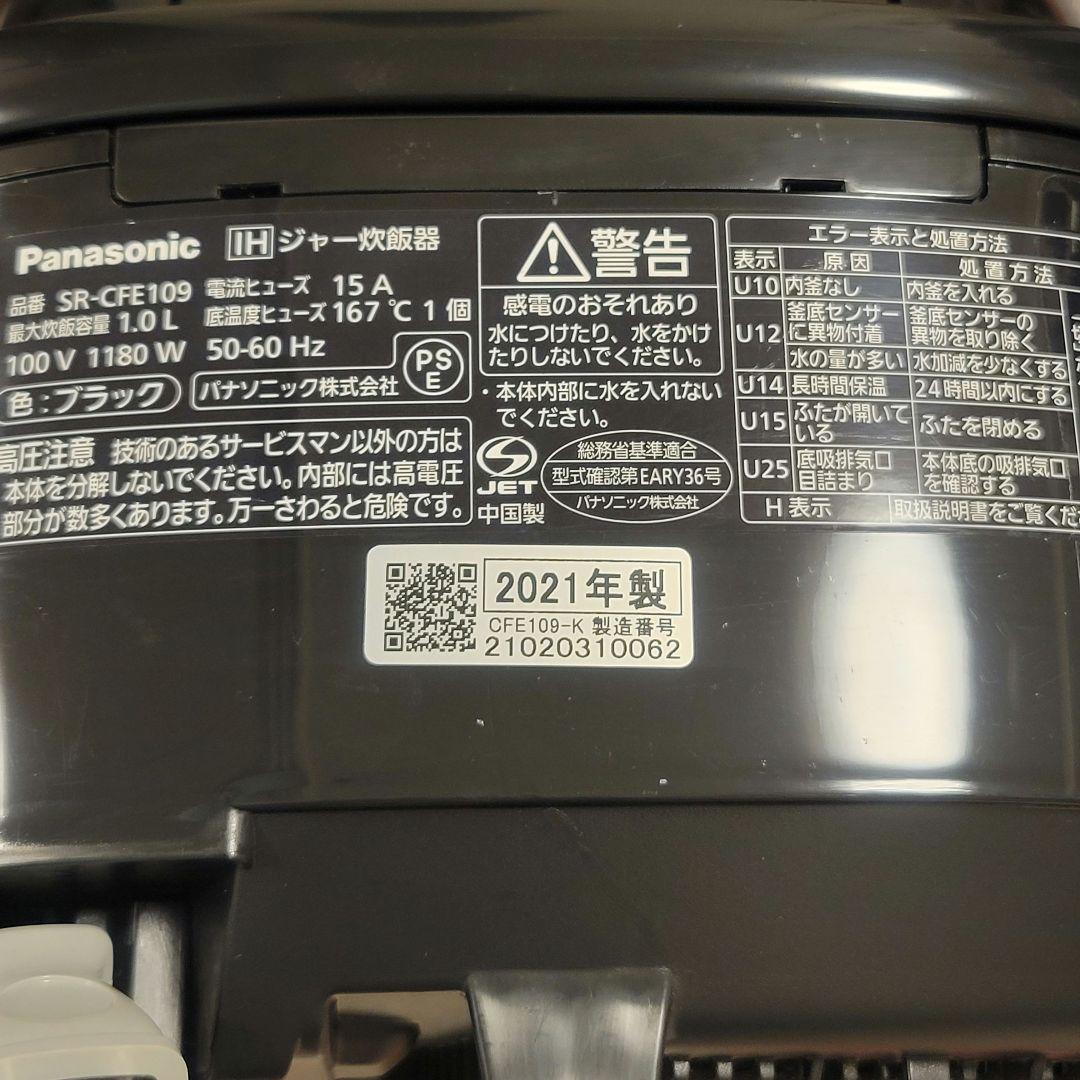 Panasonic IHジャー炊飯器
品番 SR-CFE109 電流ヒューズ 15 A
最大炊飯容量 1.0 L 底温度ヒューズ 167 ℃ 1 個
100 V 1180 W 50-60 Hz
PS
E
色:ブラック パナソニック株式会社
高圧注意 技術のあるサービスマン以外の方は
本体を分解しないでください。内部には高電圧
部分が数多くあります。万一さわると危険です。
警告
感電のおそれあり
水につけたり、水をかけ
たりしないでください。
・本体内部に水を入れない
でください。
S
JET
中国製
総務省基準適合
型式確認第EARY36号
パナソニック株式会社
エラー表示と処置方法
表示 原因 処置方法
U10 内釜なし 内釜を入れる
U12 釜底センサー 釜底センサーの
に異物付着 異物を取り除く
水の量が多い 水加減を少なくする
U14 長時間保温 24時間以内にする
U15 ふたが開いて ふたを閉める
いる
U25 底吸排気口 本体底の吸排気口
目詰まり を確認する
H 表示 取扱説明書をご覧くだ
2021年製
CFE109-K 製造番号
21020310062